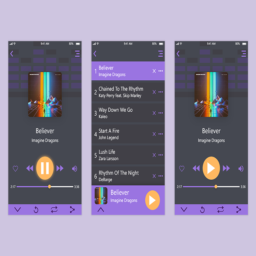 Believer
Imagine Dragons
1 Believer
Imagine Dragons
2 Chained To The Rhythm
Katy Perry feat. Skip Marley
3 Way Down We Go
Kaleo
4 Start A Fire
John Legend
5 Lush Life
Zara Larsson
6 Rhythm Of The Night
DeBarge
Believer
Imagine Dragons
Believer
Imagine Dragons